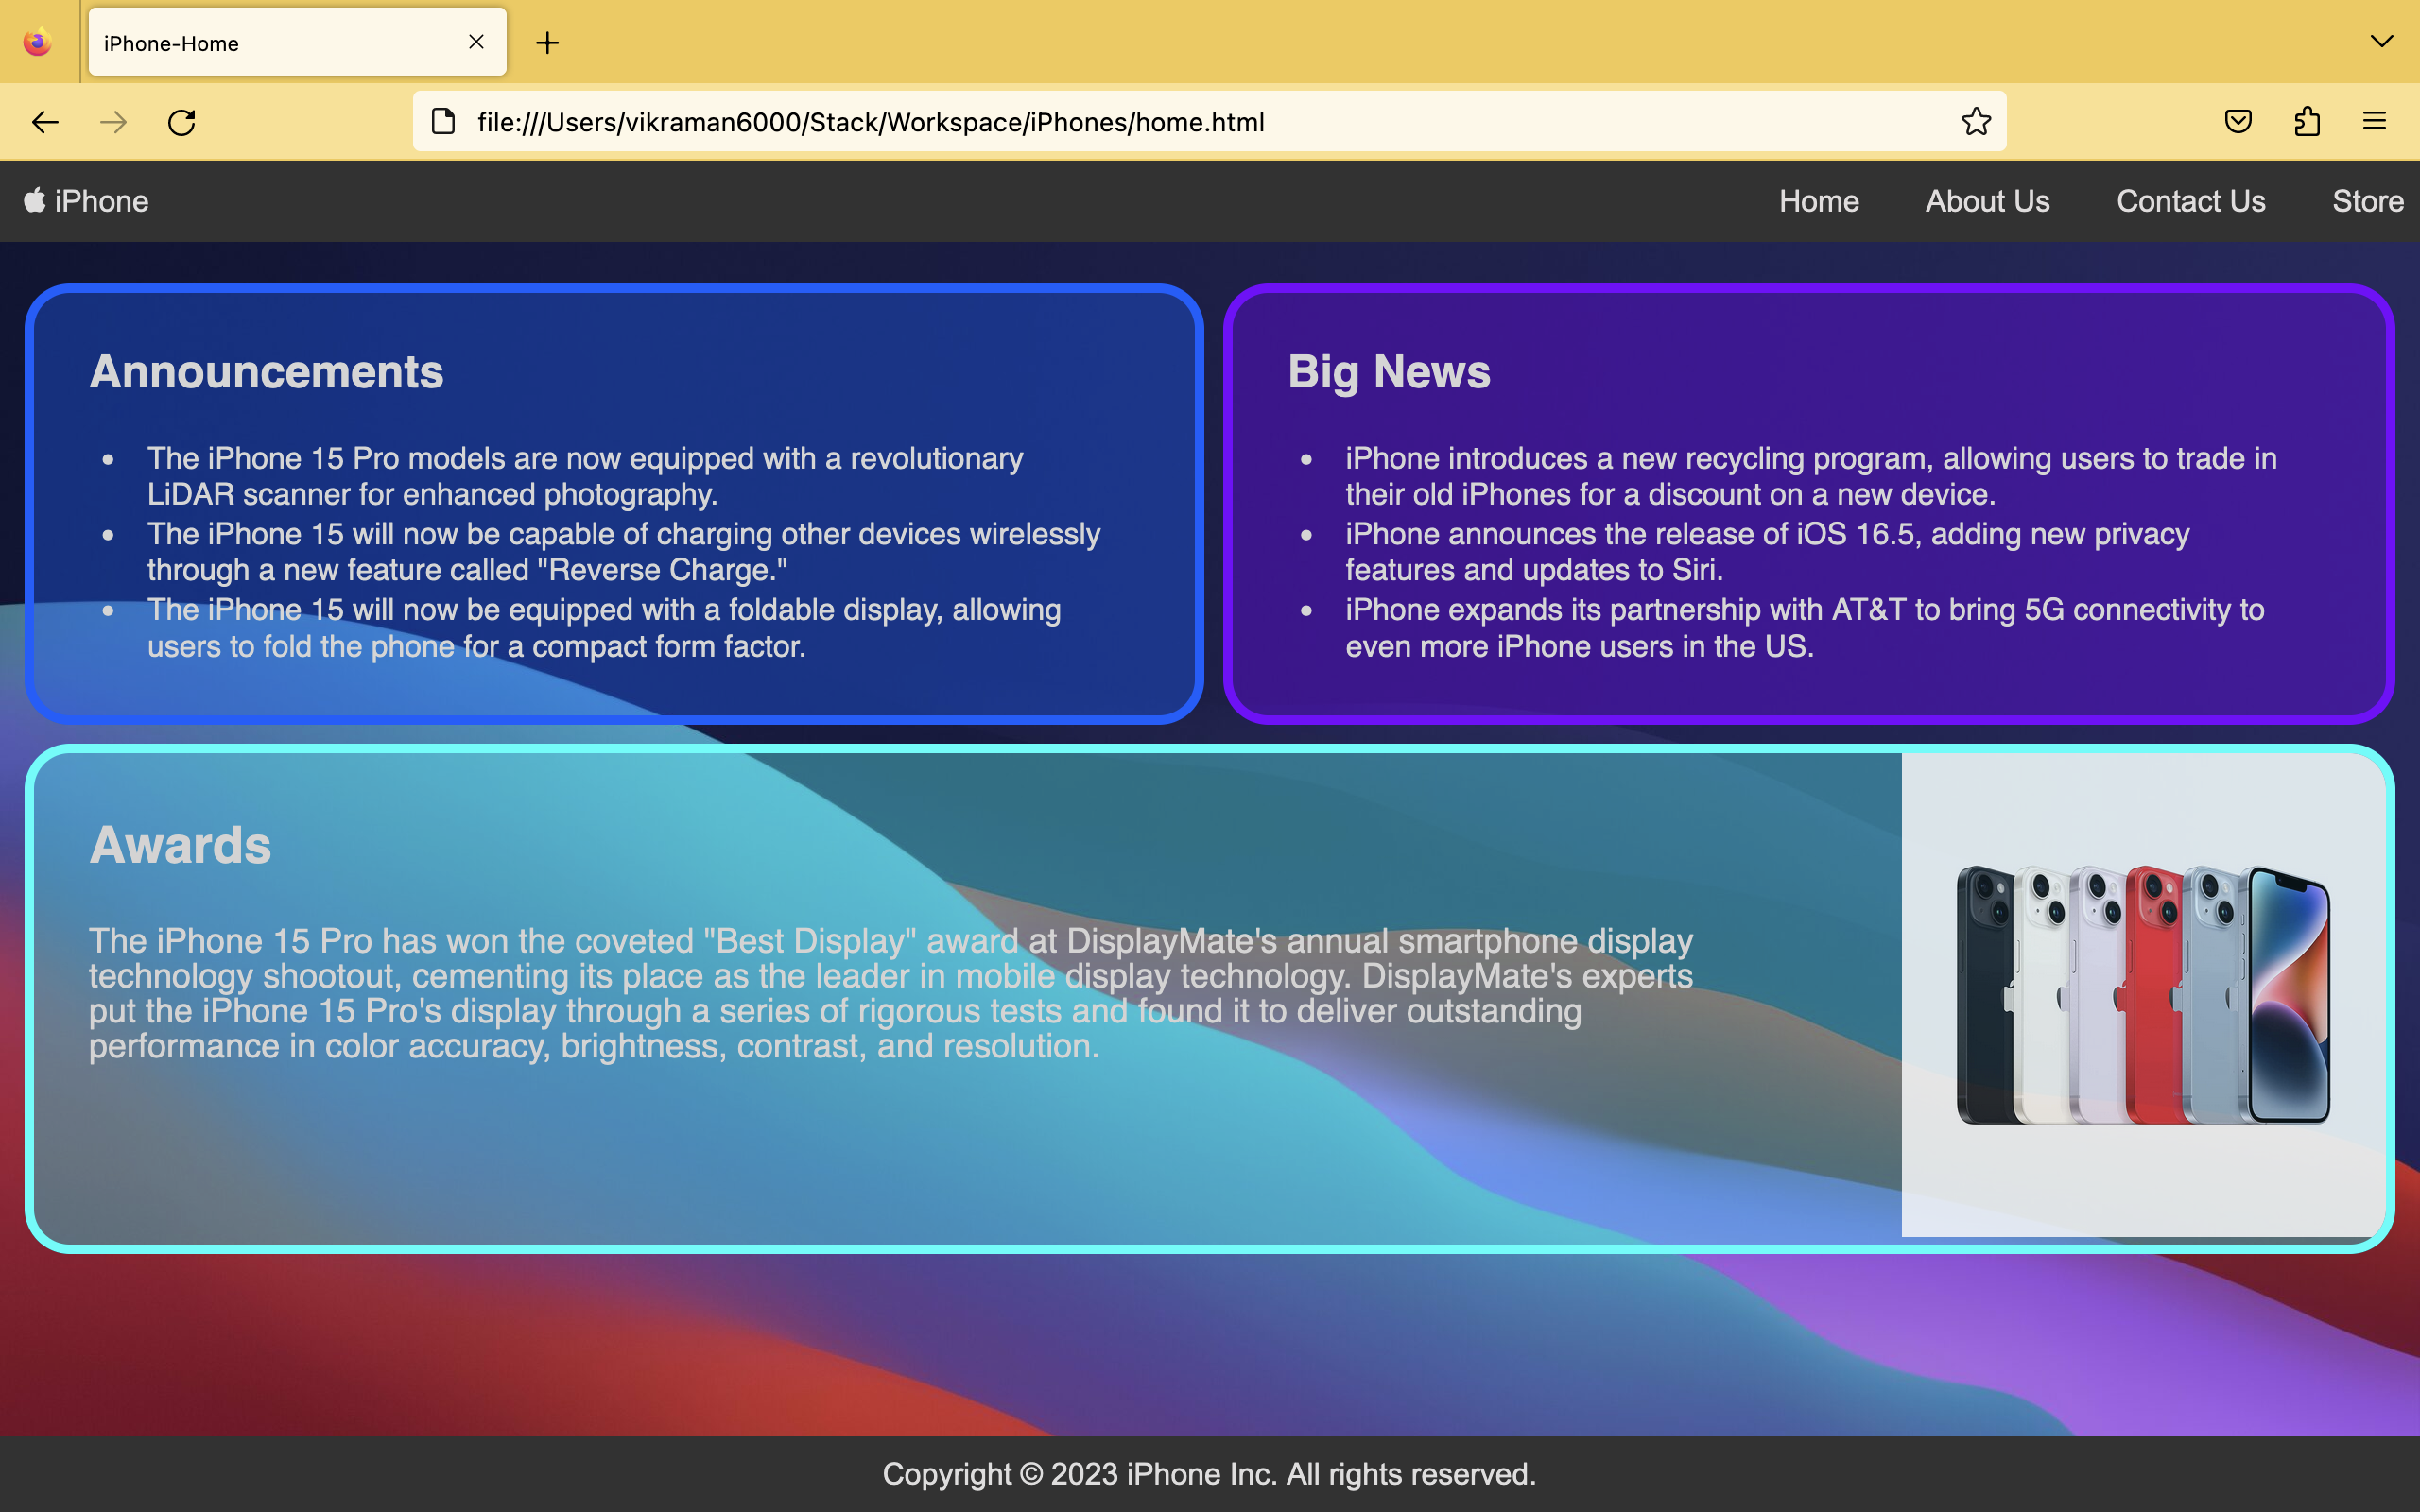 iPhone-Home
file:///Users/vikraman6000/Stack/Workspace/iPhones/home.html
iPhone
Home
About Us
Contact Us
Store
Announcements
• The iPhone 15 Pro models are now equipped with a revolutionary
LiDAR scanner for enhanced photography.
• The iPhone 15 will now be capable of charging other devices wirelessly
through a new feature called "Reverse Charge."
• The iPhone 15 will now be equipped with a foldable display, allowing
users to fold the phone for a compact form factor.
Big News
• iPhone introduces a new recycling program, allowing users to trade in
their old iPhones for a discount on a new device.
• iPhone announces the release of iOS 16.5, adding new privacy
features and updates to Siri.
• iPhone expands its partnership with AT&T to bring 5G connectivity to
even more iPhone users in the US.
Awards
The iPhone 15 Pro has won the coveted "Best Display" award at DisplayMate's annual smartphone display
technology shootout, cementing its place as the leader in mobile display technology. DisplayMate's experts
put the iPhone 15 Pro's display through a series of rigorous tests and found it to deliver outstanding
performance in color accuracy, brightness, contrast, and resolution.
Copyright © 2023 iPhone Inc. All rights reserved.